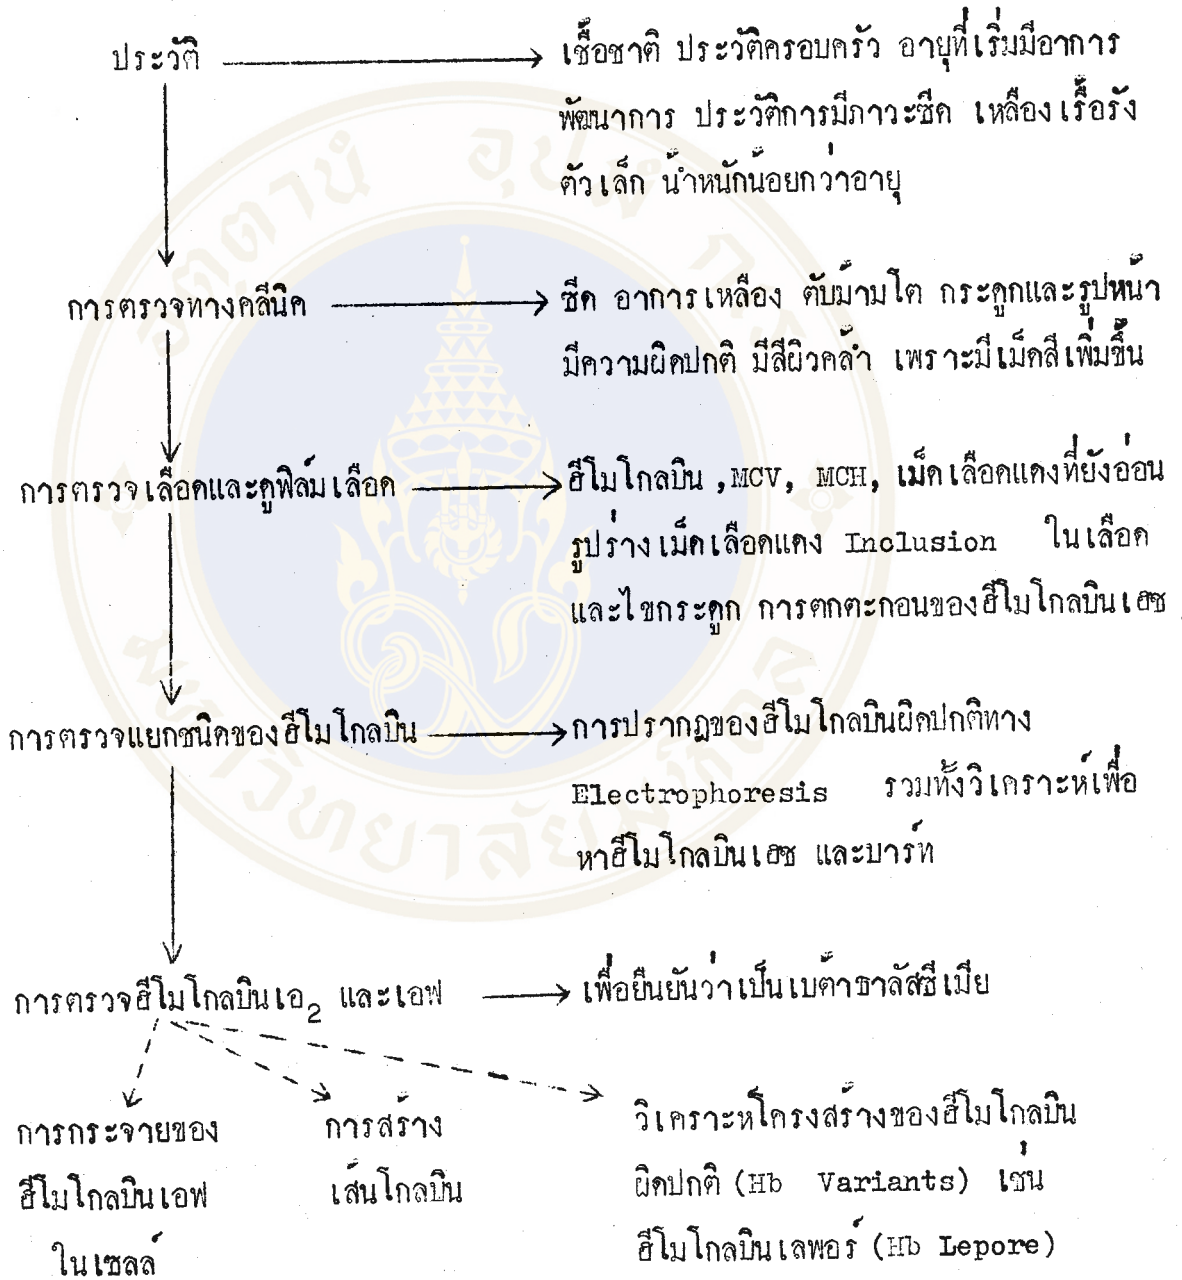 ประวัติ
เชื้อชาติ ประวัติครอบครัว อายุที่เริ่มมีอาการ
พัฒนาการ ประวัติการมีภาวะซีด เหลืองเรื้อรัง
ตัวเล็ก น้ำหนักน้อยกว่าอายุ
การตรวจทางคลีนิค
ซีด อาการเหลือง ตับม้ามโต กระดูกและรูปหน้า
มีความผิดปกติ มีสีผิวคล้ำ เพราะมีเม็ดสีเพิ่มขึ้น
การตรวจเลือดและดูฟิล์มเลือด
ฮีโมโกลบิน ,MCV, MCH, เม็ดเลือดแดงที่ยังอ่อน
รูปร่างเม็ดเลือดแดง Inclusion ในเลือด
และไขกระดูก การตกตะกอนของฮีโมโกลบินเฮช
การตรวจแยกชนิดของฮีโมโกลบิน
การปรากฏของฮีโมโกลบินผิดปกติทาง
Electrophoresis รวมทั้งวิเคราะห์เพื่อ
หาฮีโมโกลบินเฮช และบาร์ท
การตรวจฮีโมโกลบินเอ2 และเอฟ
เพื่อยืนยันว่าเป็นเบต้าธาลัสซีเมีย
การกระจายของ
ฮีโมโกลบินเอฟ
ในเซลล์
การสร้าง
เส้นโกลบิน
วิเคราะห์โครงสร้างของฮีโมโกลบิน
ผิดปกติ (Hb Variants) เช่น
ฮีโมโกลบินเลพอร์ (Hb Lepore)
อตฺตานํ อุปมํ กเร
มหาวิทยาลัยมหิดล